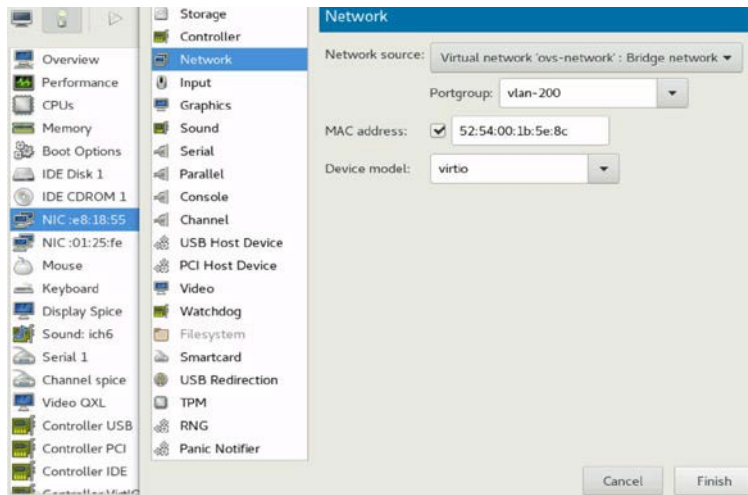 Overview
Performance
CPUs
Memory
Boot Options
IDE Disk 1
IDE CDROM 1
NIC :e8:18:55
NIC :01:25:fe
Mouse
Keyboard
Display Spice
Sound: ich6
Serial 1
Channel spice
Video QXL
Controller USB
Controller PCI
Controller IDE
Storage
Controller
Network
Input
Graphics
Sound
Serial
Parallel
Console
Channel
USB Host Device
PCI Host Device
Video
Watchdog
Filesystem
Smartcard
USB Redirection
TPM
RNG
Panic Notifier
Network
Network source: Virtual network 'ovs-network' : Bridge network
Portgroup: vlan-200
MAC address: 52:54:00:1b:5e:8c
Device model: virtio
Cancel Finish